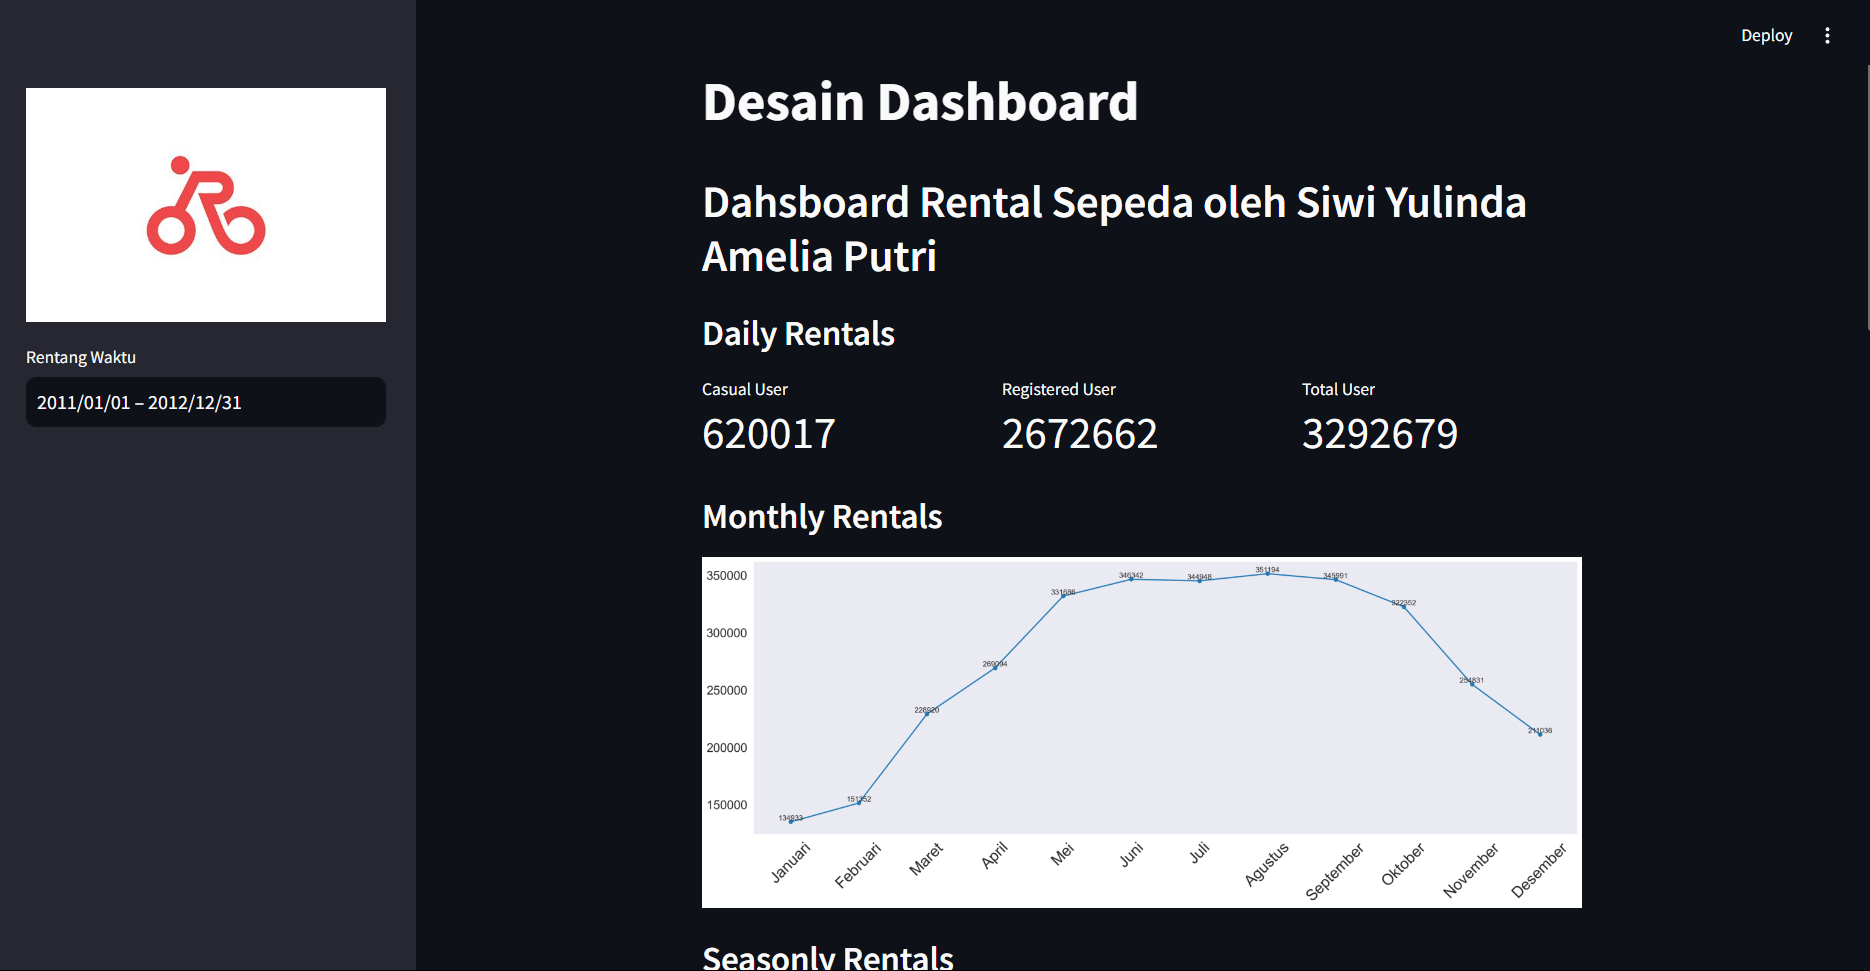 Deploy
Rentang Waktu
2011/01/01 – 2012/12/31
Desain Dashboard
Dahsboard Rental Sepeda oleh Siwi Yulinda
Amelia Putri
Daily Rentals
Casual User
Registered User
Total User
620017
2672662
3292679
Monthly Rentals
350000
300000
250000
200000
150000
134933
151352
228920
269094
331686
346342
344948
351194
345991
322352
254831
211036
Januari
Februari
Maret
April
Mei
Juni
Juli
Agustus
September
Oktober
November
Desember
Seasonly Rentals